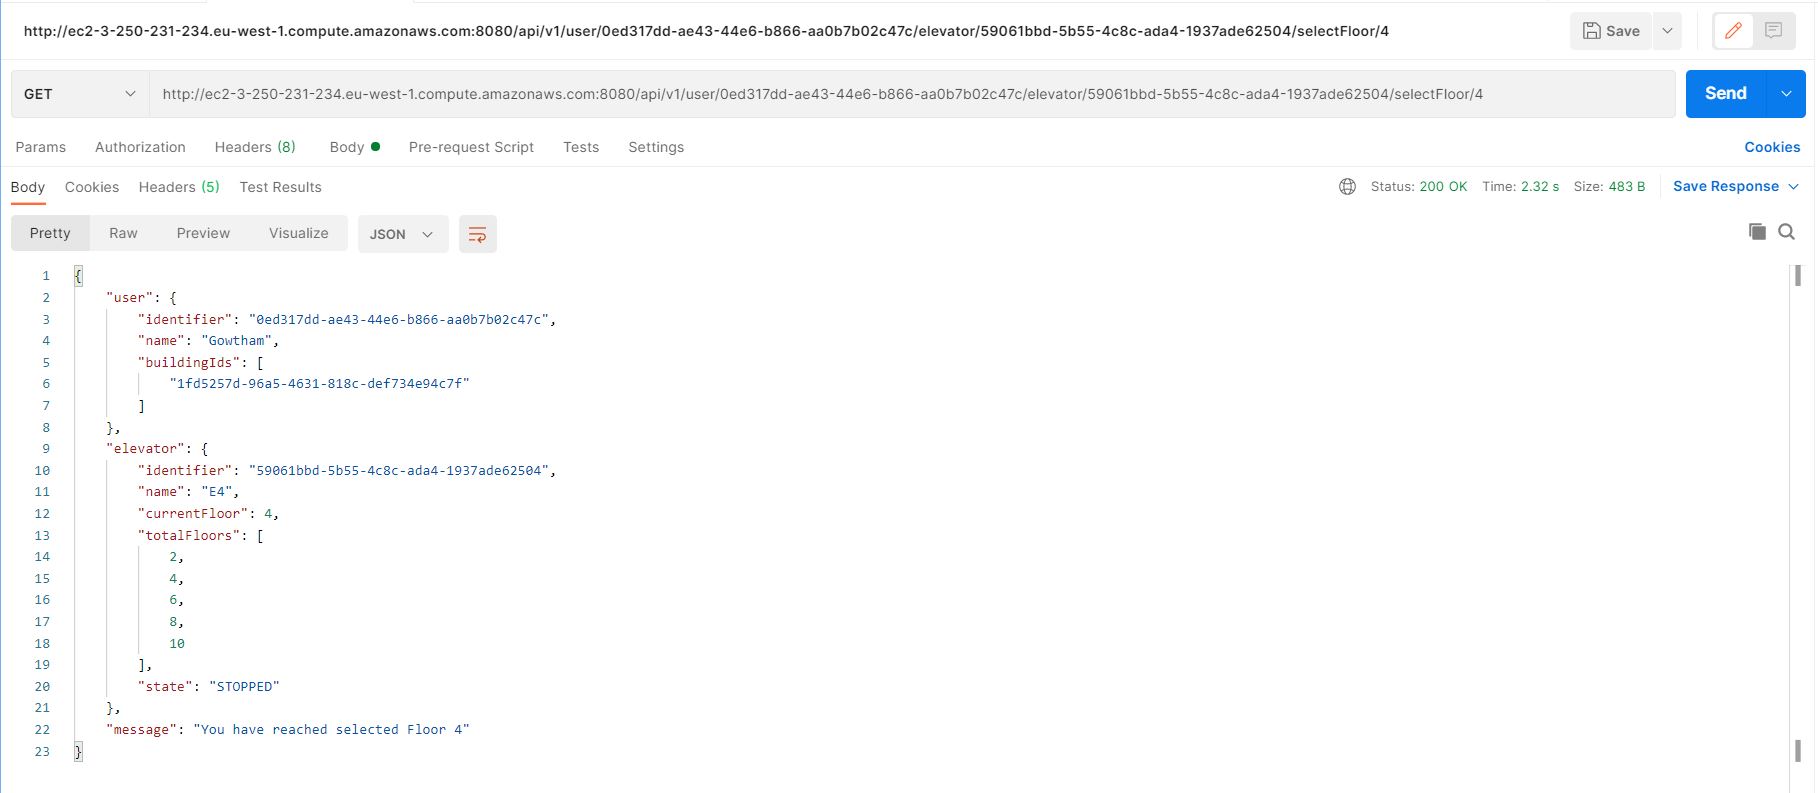 http://ec2-3-250-231-234.eu-west-1.compute.amazonaws.com:8080/api/v1/user/0ed317dd-ae43-44e6-b866-aa0b7b02c47c/elevator/59061bbd-5b55-4c8c-ada4-1937ade62504/selectFloor/4 Save
GET http://ec2-3-250-231-234.eu-west-1.compute.amazonaws.com:8080/api/v1/user/0ed317dd-ae43-44e6-b866-aa0b7b02c47c/elevator/59061bbd-5b55-4c8c-ada4-1937ade62504/selectFloor/4 Send
Params Authorization Headers (8) Body Pre-request Script Tests Settings Cookies
Body Cookies Headers (5) Test Results Status: 200 OK Time: 2.32 s Size: 483 B Save Response
Pretty Raw Preview Visualize JSON
1 {
2 "user": {
3 "identifier": "0ed317dd-ae43-44e6-b866-aa0b7b02c47c",
4 "name": "Gowtham",
5 "buildingIds": [
6 "1fd5257d-96a5-4631-818c-def734e94c7f"
7 ]
8 },
9 "elevator": {
10 "identifier": "59061bbd-5b55-4c8c-ada4-1937ade62504",
11 "name": "E4",
12 "currentFloor": 4,
13 "totalFloors": [
14 2,
15 4,
16 6,
17 8,
18 10
19 ],
20 "state": "STOPPED"
21 },
22 "message": "You have reached selected Floor 4"
23 }